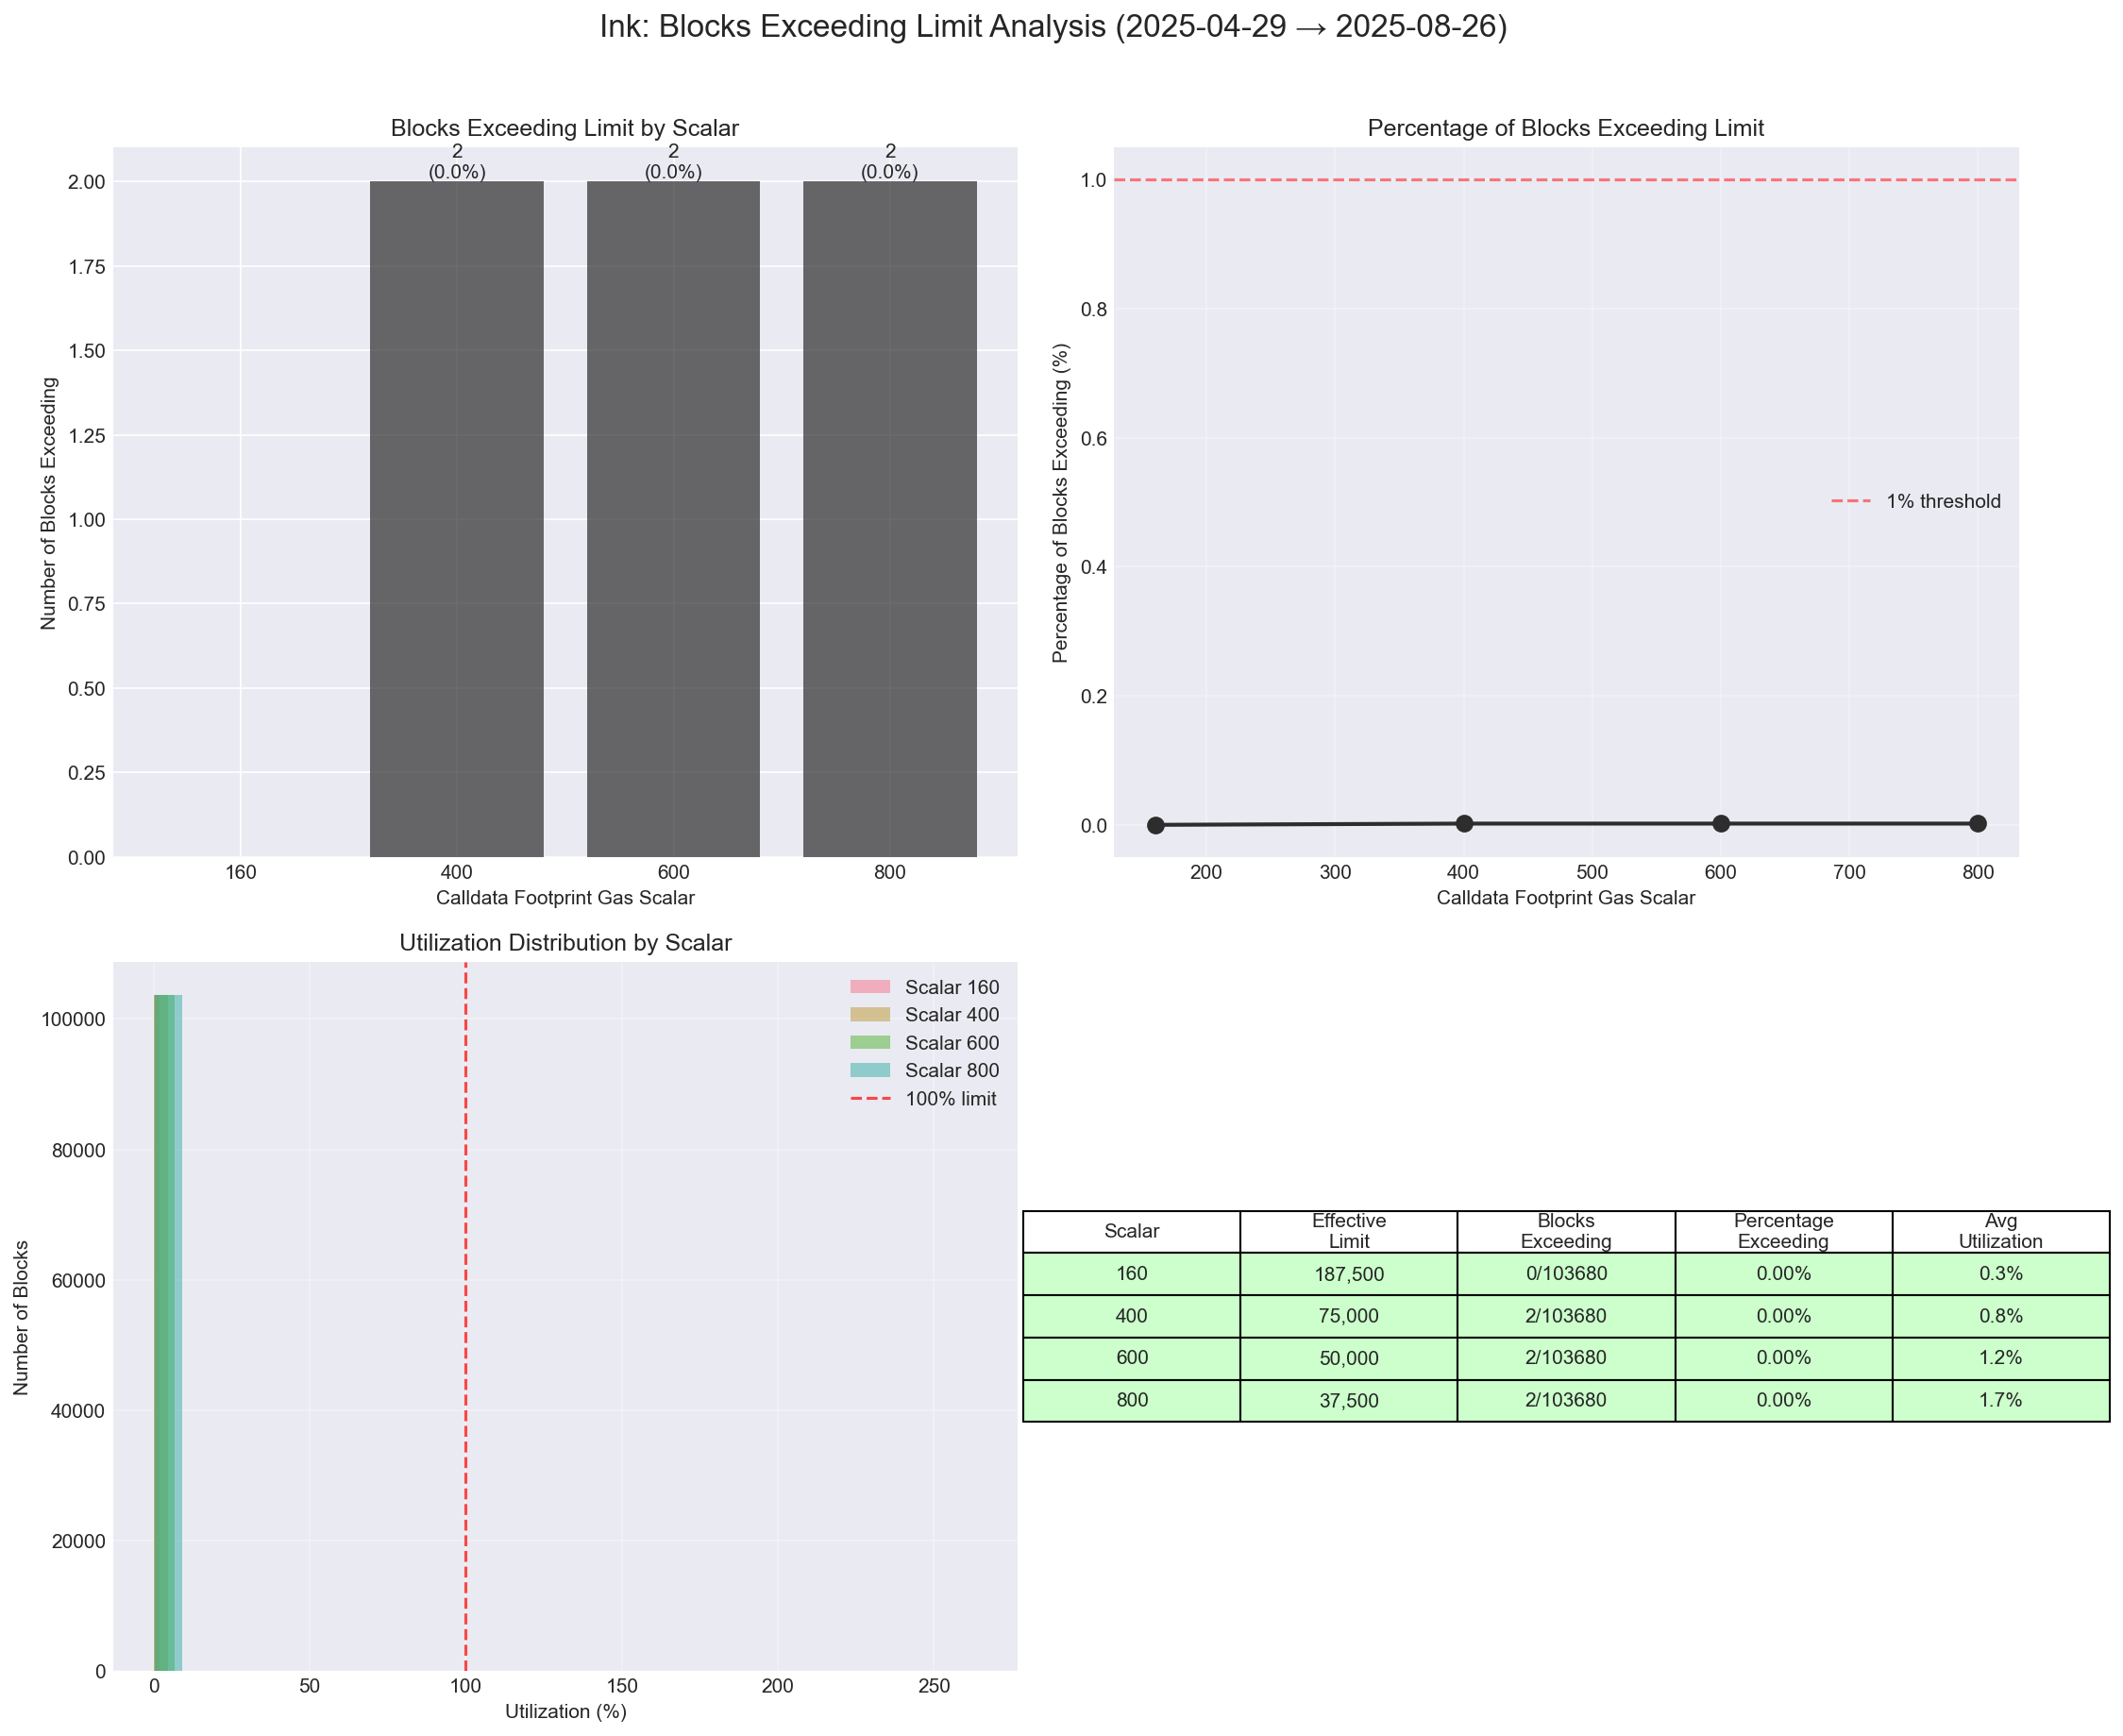 Ink: Blocks Exceeding Limit Analysis (2025-04-29 → 2025-08-26)
Blocks Exceeding Limit by Scalar
2
(0.0%)
2
(0.0%)
2
(0.0%)
2.00
1.75
1.50
1.25
1.00
0.75
0.50
0.25
0.00
Number of Blocks Exceeding
160 400 600 800
Calldata Footprint Gas Scalar
Percentage of Blocks Exceeding Limit
1.0
0.8
0.6
0.4
0.2
0.0
Percentage of Blocks Exceeding (%)
1% threshold
200 300 400 500 600 700 800
Calldata Footprint Gas Scalar
Utilization Distribution by Scalar
100000
80000
60000
40000
20000
0
Number of Blocks
Scalar 160
Scalar 400
Scalar 600
Scalar 800
100% limit
0 50 100 150 200 250
Utilization (%)
Scalar Effective Limit Blocks Exceeding Percentage Exceeding Avg Utilization
160 187,500 0/103680 0.00% 0.3%
400 75,000 2/103680 0.00% 0.8%
600 50,000 2/103680 0.00% 1.2%
800 37,500 2/103680 0.00% 1.7%